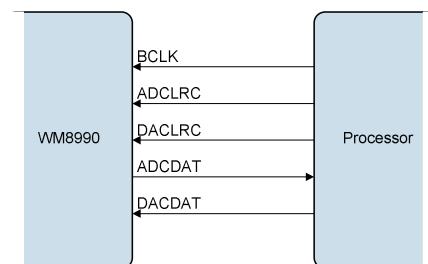 BCLK
ADCLRC
DACLRC
WM8990
Processor
ADCDAT
DACDAT